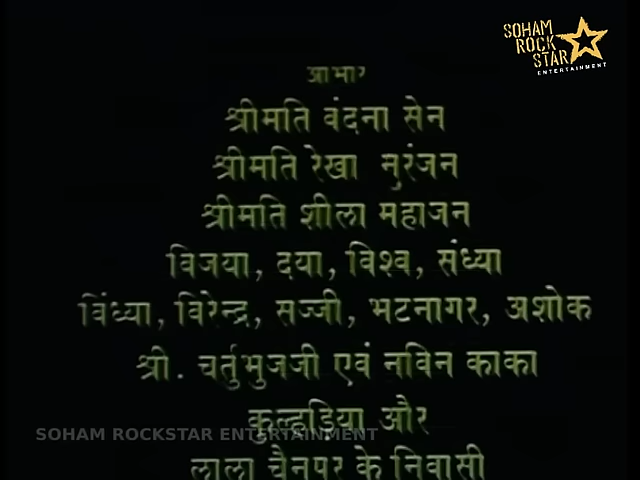 SOHAM
ROCK
STAR
ENTERTAINMENT
आभार
श्रीमति वंदना सेन
श्रीमति रेखा नुरंजन
श्रीमति शीला महाजन
विजया, दया, विश्व, संध्या
विंध्या, विरेन्द्र, सज्जी, भटनागर, अशोक
श्री. चर्तुभुजजी एवं नविन काका
कुल्हड़िया और
SOHAM ROCKSTAR ENTERTAINMENT
लाला चैनपुर के निवासी